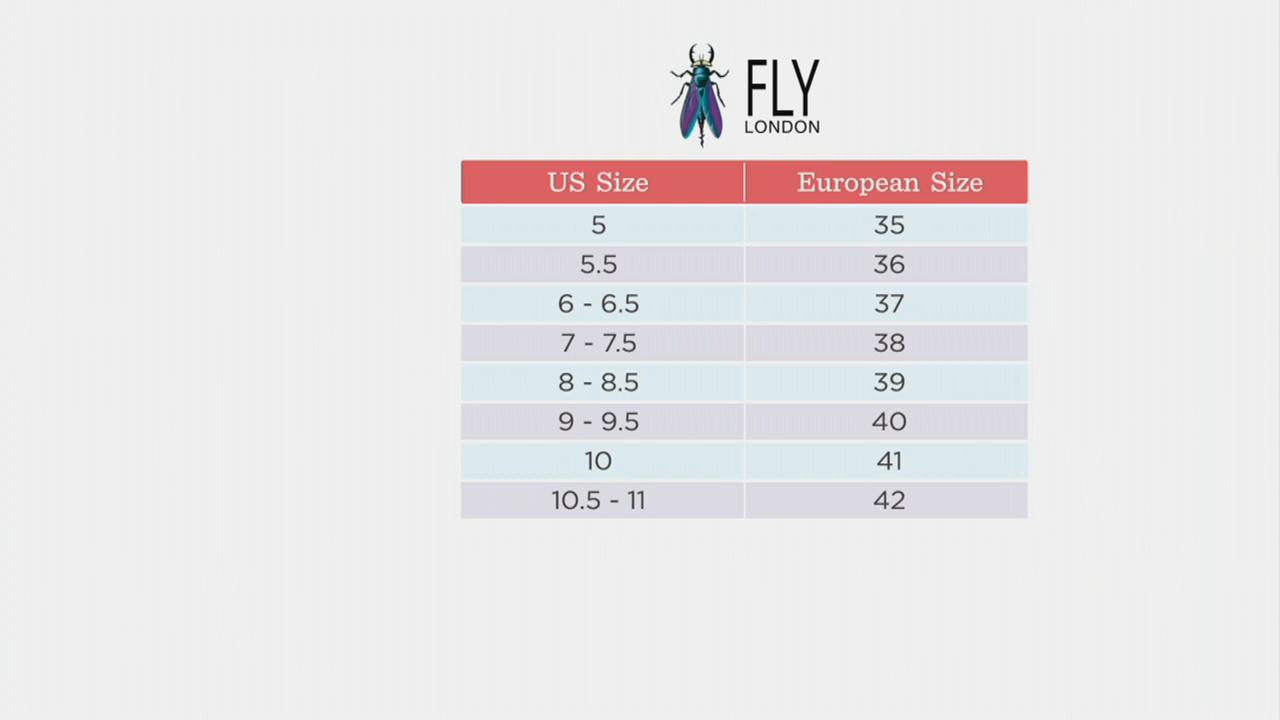 FLY
LONDON
US Size European Size
5 35
5.5 36
6 - 6.5 37
7 - 7.5 38
8 - 8.5 39
9 - 9.5 40
10 41
10.5 - 11 42